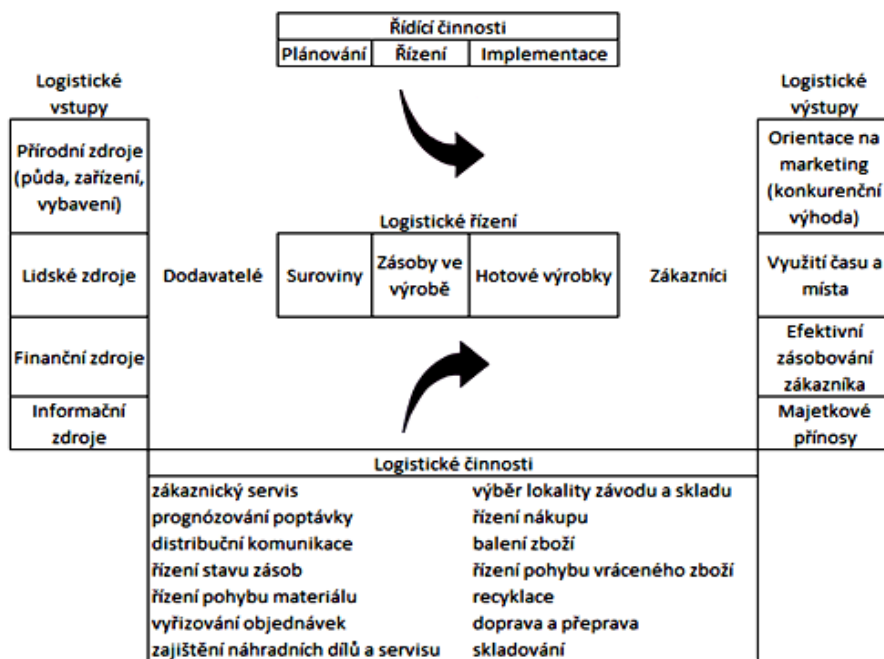 Řídící činnosti
Plánování Řízení Implementace
Logistické
vstupy
Logistické
výstupy
Přírodní zdroje
(půda, zařízení,
vybavení)
Orientace na
marketing
(konkurenční
výhoda)
Logistické řízení
Lidské zdroje
Dodavatelé
Suroviny
Zásoby ve
výrobě
Hotové výrobky
Zákazníci
Využití času a
místa
Finanční zdroje
Efektivní
zásobování
zákazníka
Informační
zdroje
Majetkové
přínosy
Logistické činnosti
zákaznický servis
prognózování poptávky
distribuční komunikace
řízení stavu zásob
řízení pohybu materiálu
vyřizování objednávek
zajištění náhradních dílů a servisu
výběr lokality závodu a skladu
řízení nákupu
balení zboží
řízení pohybu vráceného zboží
recyklace
doprava a přeprava
skladování